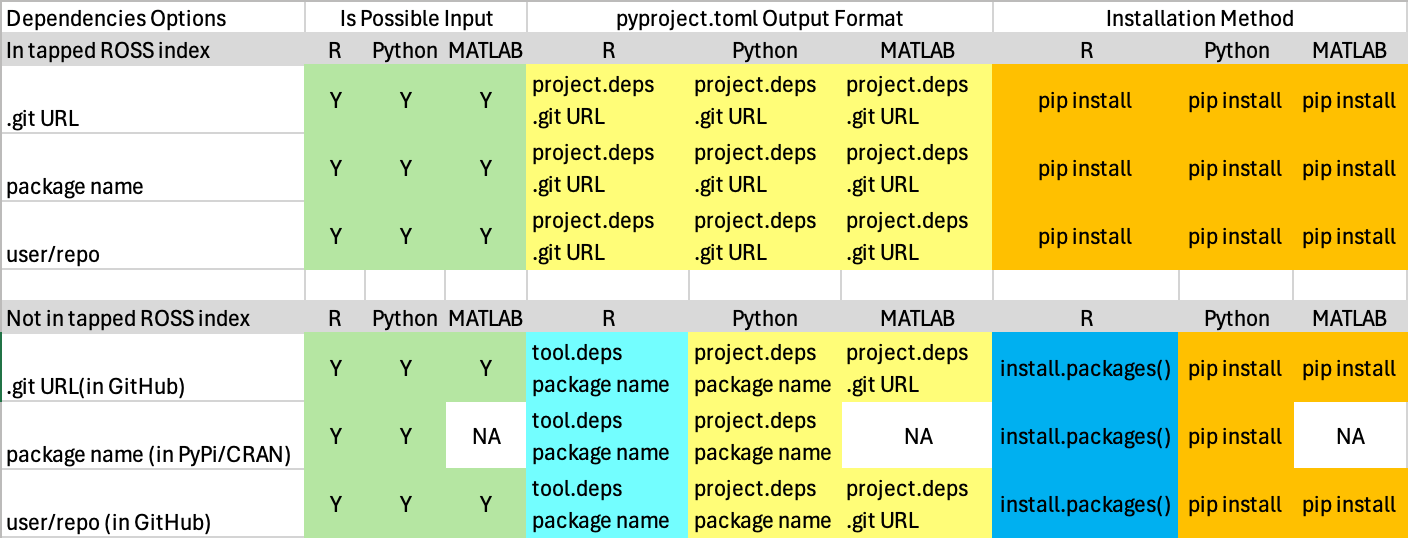 Dependencies Options Is Possible Input pyproject.toml Output Format Installation Method
In tapped ROSS index R Python MATLAB R Python MATLAB R Python MATLAB
.git URL Y Y Y project.deps .git URL project.deps .git URL project.deps .git URL pip install pip install pip install
package name Y Y Y project.deps .git URL project.deps .git URL project.deps .git URL pip install pip install pip install
user/repo Y Y Y project.deps .git URL project.deps .git URL project.deps .git URL pip install pip install pip install
Not in tapped ROSS index R Python MATLAB R Python MATLAB R Python MATLAB
.git URL(in GitHub) Y Y Y tool.deps package name project.deps package name project.deps .git URL install.packages() pip install pip install
package name (in PyPi/CRAN) Y Y NA tool.deps package name project.deps package name NA install.packages() pip install NA
user/repo (in GitHub) Y Y Y tool.deps package name project.deps package name project.deps .git URL install.packages() pip install pip install